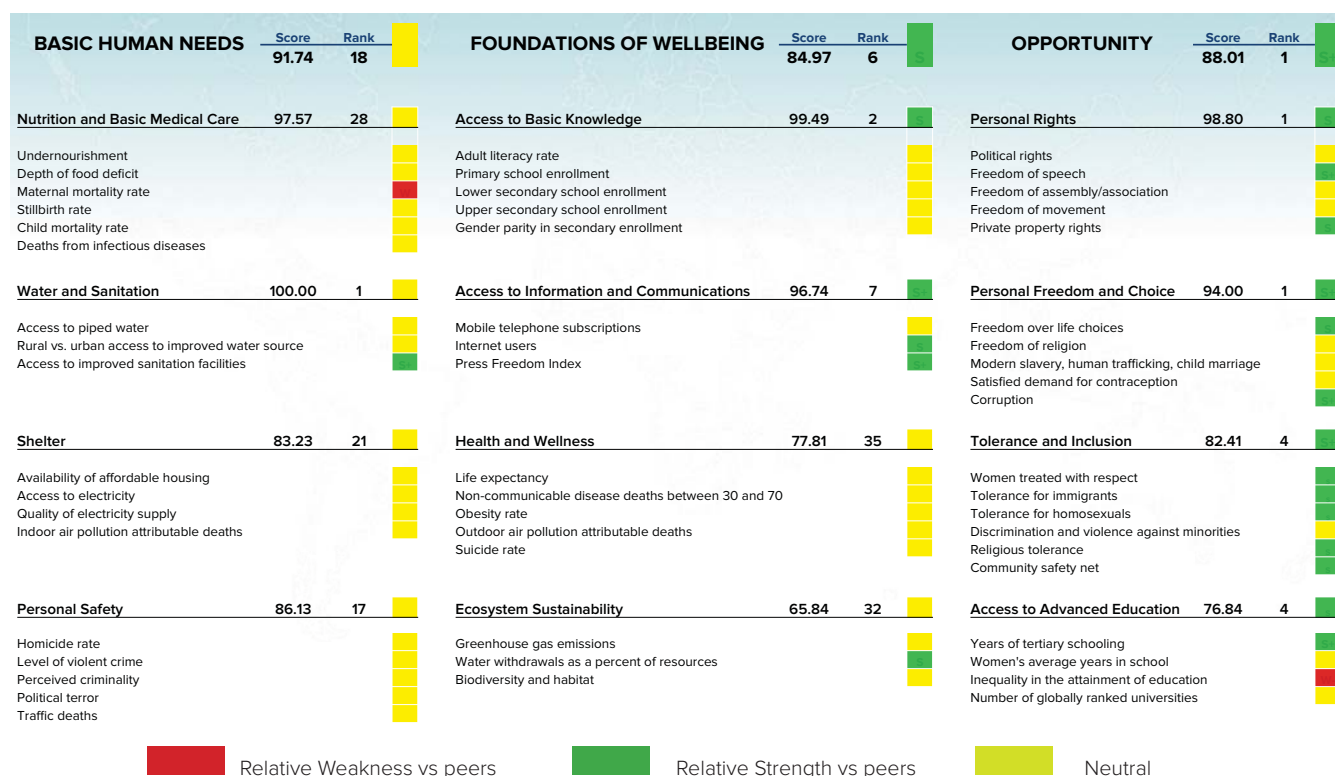 BASIC HUMAN NEEDS Score Rank
91.74 18
Nutrition and Basic Medical Care 97.57 28
Undernourishment
Depth of food deficit
Maternal mortality rate
Stillbirth rate
Child mortality rate
Deaths from infectious diseases
Water and Sanitation 100.00 1
Access to piped water
Rural vs. urban access to improved water source
Access to improved sanitation facilities S+
Shelter 83.23 21
Availability of affordable housing
Access to electricity
Quality of electricity supply
Indoor air pollution attributable deaths
Personal Safety 86.13 17
Homicide rate
Level of violent crime
Perceived criminality
Political terror
Traffic deaths
FOUNDATIONS OF WELLBEING Score Rank
84.97 6 S
Access to Basic Knowledge 99.49 2 S
Adult literacy rate
Primary school enrollment
Lower secondary school enrollment
Upper secondary school enrollment
Gender parity in secondary enrollment
Access to Information and Communications 96.74 7 S+
Mobile telephone subscriptions
Internet users S
Press Freedom Index S+
Health and Wellness 77.81 35
Life expectancy
Non-communicable disease deaths between 30 and 70
Obesity rate
Outdoor air pollution attributable deaths
Suicide rate
Ecosystem Sustainability 65.84 32
Greenhouse gas emissions
Water withdrawals as a percent of resources S
Biodiversity and habitat
OPPORTUNITY Score Rank
88.01 1 S+
Personal Rights 98.80 1 S
Political rights
Freedom of speech S+
Freedom of assembly/association
Freedom of movement
Private property rights
Personal Freedom and Choice 94.00 1 S+
Freedom over life choices S
Freedom of religion
Modern slavery, human trafficking, child marriage
Satisfied demand for contraception
Corruption S+
Tolerance and Inclusion 82.41 4 S+
Women treated with respect
Tolerance for immigrants
Tolerance for homosexuals
Discrimination and violence against minorities
Religious tolerance
Community safety net
Access to Advanced Education 76.84 4
Years of tertiary schooling S+
Women's average years in school
Inequality in the attainment of education
Number of globally ranked universities
Relative Weakness vs peers
Relative Strength vs peers
Neutral